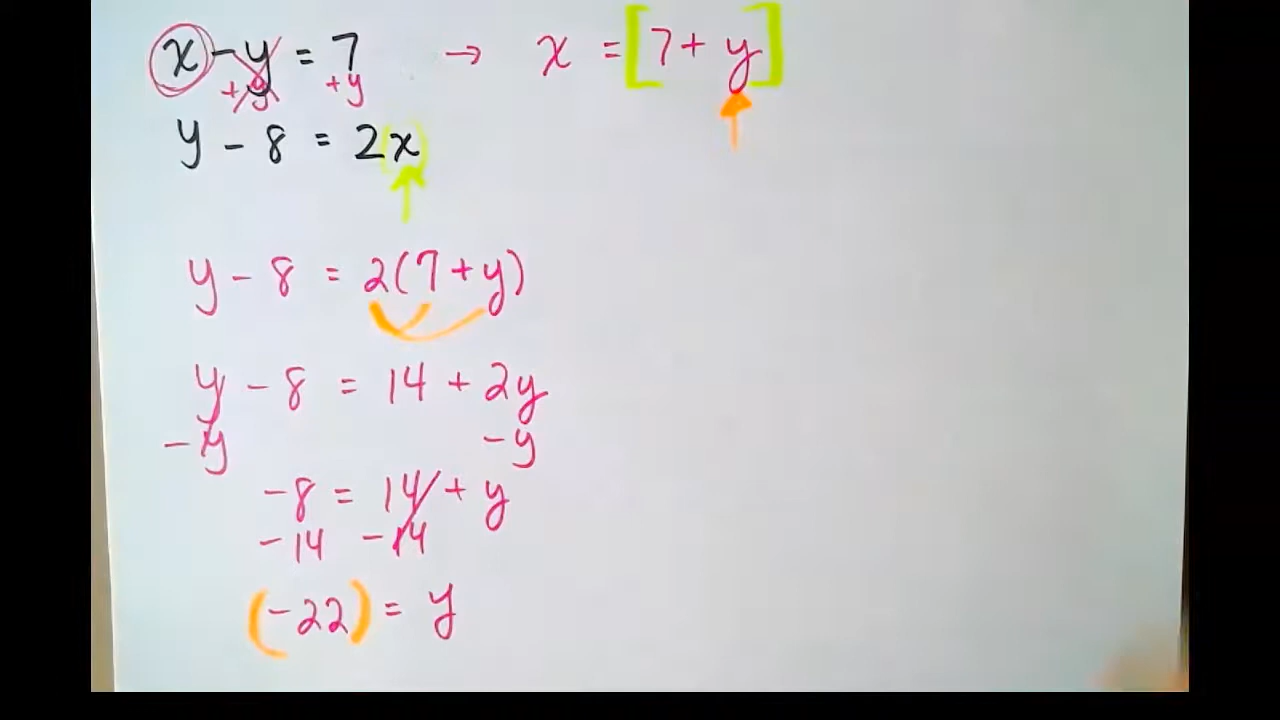 x - y = 7 → x = [7 + y]
+y +y
y - 8 = 2x
y - 8 = 2(7 + y)
y - 8 = 14 + 2y
-y -y
-8 = 14 + y
-14 -14
(-22) = y